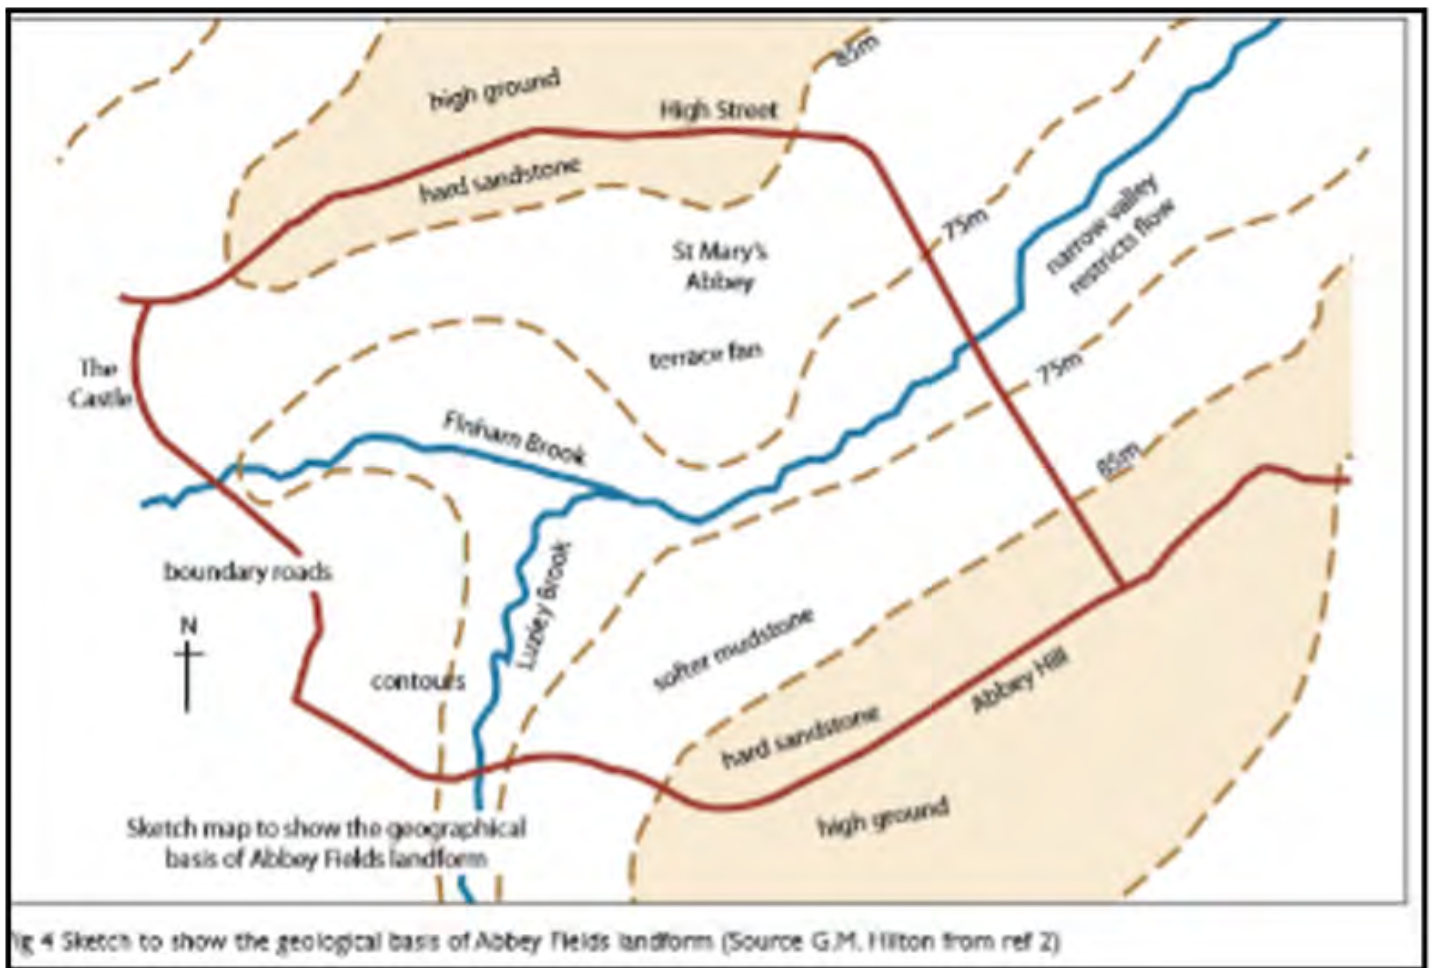 85m
high ground
High Street
hard sandstone
75m
narrow valley
restricts flow
St Mary's
Abbey
terrace fan
The
Castle
75m
Finham Brook
85m
boundary roads
Luzley Brook
N
softer mudstone
contours
Abbey Hill
hard sandstone
high ground
Sketch map to show the geographical
basis of Abbey Fields landform
Fig 4 Sketch to show the geological basis of Abbey Fields landform (Source G.M. Hilton from ref 2)